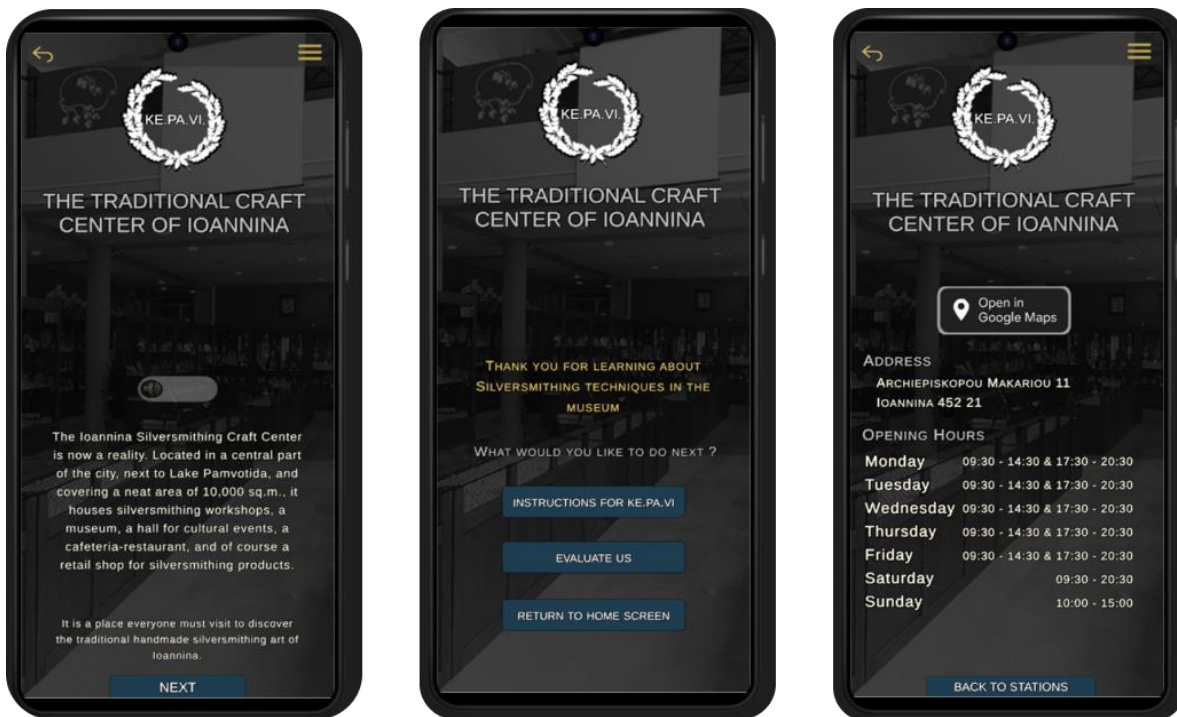 KE.PA.VI.
THE TRADITIONAL CRAFT
CENTER OF IOANNINA
The Ioannina Silversmithing Craft Center
is now a reality. Located in a central part
of the city, next to Lake Pamvotida, and
covering a neat area of 10,000 sq.m., it
houses silversmithing workshops, a
museum, a hall for cultural events, a
cafeteria-restaurant, and of course a
retail shop for silversmithing products.
It is a place everyone must visit to discover
the traditional handmade silversmithing art of
Ioannina.
NEXT
KE.PA.VI.
THE TRADITIONAL CRAFT
CENTER OF IOANNINA
THANK YOU FOR LEARNING ABOUT
SILVERSMITHING TECHNIQUES IN THE
MUSEUM
WHAT WOULD YOU LIKE TO DO NEXT ?
INSTRUCTIONS FOR KE.PA.VI
EVALUATE US
RETURN TO HOME SCREEN
KE.PA.VI.
THE TRADITIONAL CRAFT
CENTER OF IOANNINA
Open in
Google Maps
ADDRESS
ARCHIEPISKOPOU MAKARIOU 11
IOANNINA 452 21
OPENING HOURS
Monday 09:30 - 14:30 & 17:30 - 20:30
Tuesday 09:30 - 14:30 & 17:30 - 20:30
Wednesday 09:30 - 14:30 & 17:30 - 20:30
Thursday 09:30 - 14:30 & 17:30 - 20:30
Friday 09:30 - 14:30 & 17:30 - 20:30
Saturday 09:30 - 20:30
Sunday 10:00 - 15:00
BACK TO STATIONS